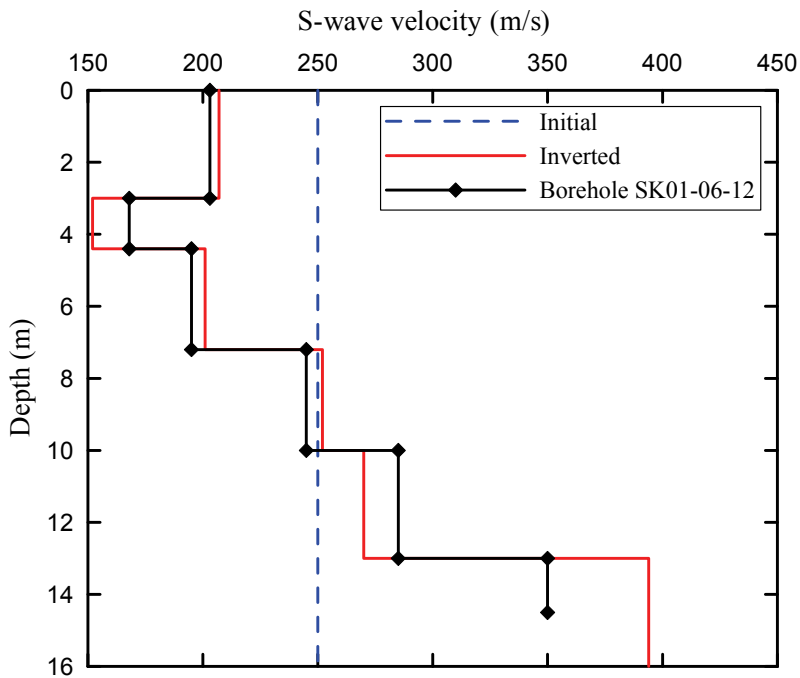 S-wave velocity (m/s)
150 200 250 300 350 400 450
0
2
4
6
8
10
12
14
16
Depth (m)
Initial
Inverted
Borehole SK01-06-12